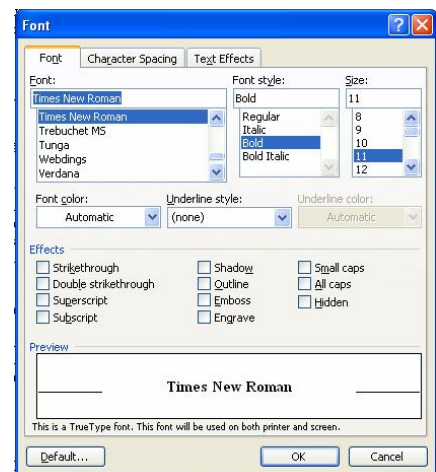 Font
Font Character Spacing Text Effects
Font: Font style: Size:
Times New Roman Bold 11
Times New Roman Regular 8
Trebuchet MS Italic 9
Tunga Bold 10
Webdings Bold Italic 11
Verdana 12
Font color: Underline style: Underline color:
Automatic (none) Automatic
Effects
Strikethrough Shadow Small caps
Double strikethrough Outline All caps
Superscript Emboss Hidden
Subscript Engrave
Preview
Times New Roman
This is a TrueType font. This font will be used on both printer and screen.
Default... OK Cancel